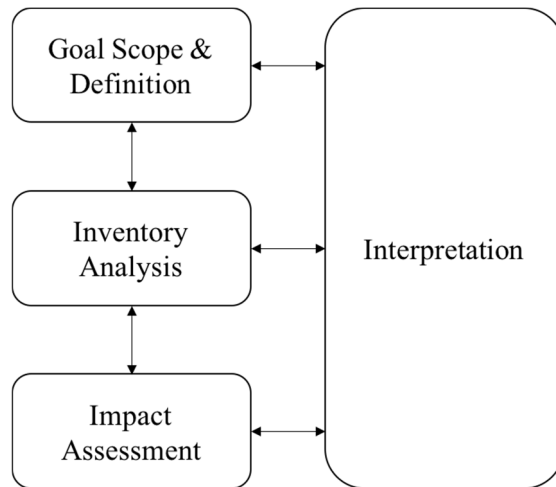 Goal Scope &
Definition
Inventory
Analysis
Interpretation
Impact
Assessment